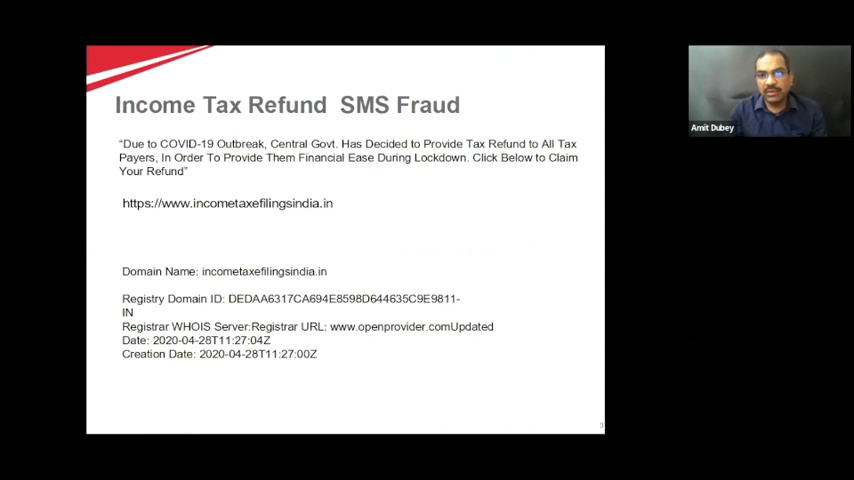 Income Tax Refund SMS Fraud
“Due to COVID-19 Outbreak, Central Govt. Has Decided to Provide Tax Refund to All Tax
Payers, In Order To Provide Them Financial Ease During Lockdown. Click Below to Claim
Your Refund”
https://www.incometaxefilingsindia.in
Domain Name: incometaxefilingsindia.in
Registry Domain ID: DEDAA6317CA694E8598D644635C9E9811-
IN
Registrar WHOIS Server:Registrar URL: www.openprovider.comUpdated
Date: 2020-04-28T11:27:04Z
Creation Date: 2020-04-28T11:27:00Z
3
Amit Dubey